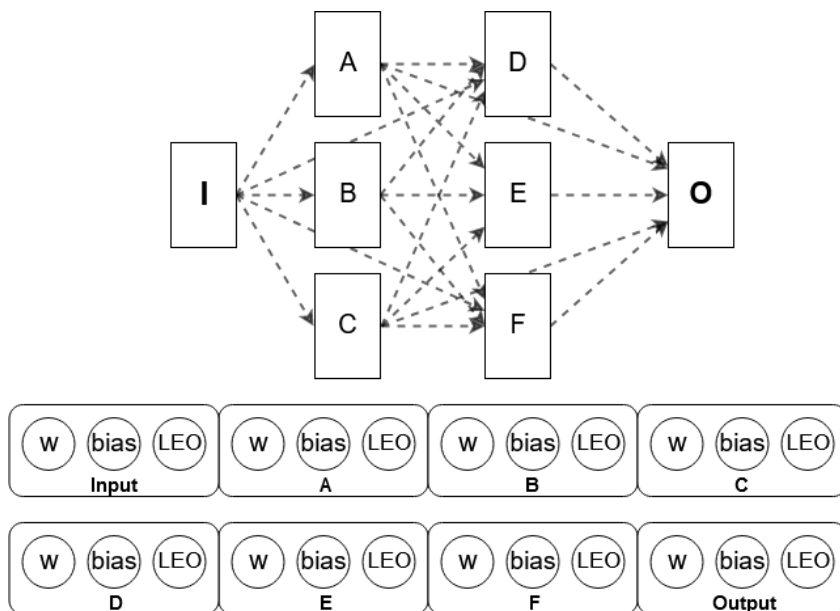 A D
I B E O
C F
w bias LEO w bias LEO w bias LEO w bias LEO
Input A B C
w bias LEO w bias LEO w bias LEO w bias LEO
D E F Output